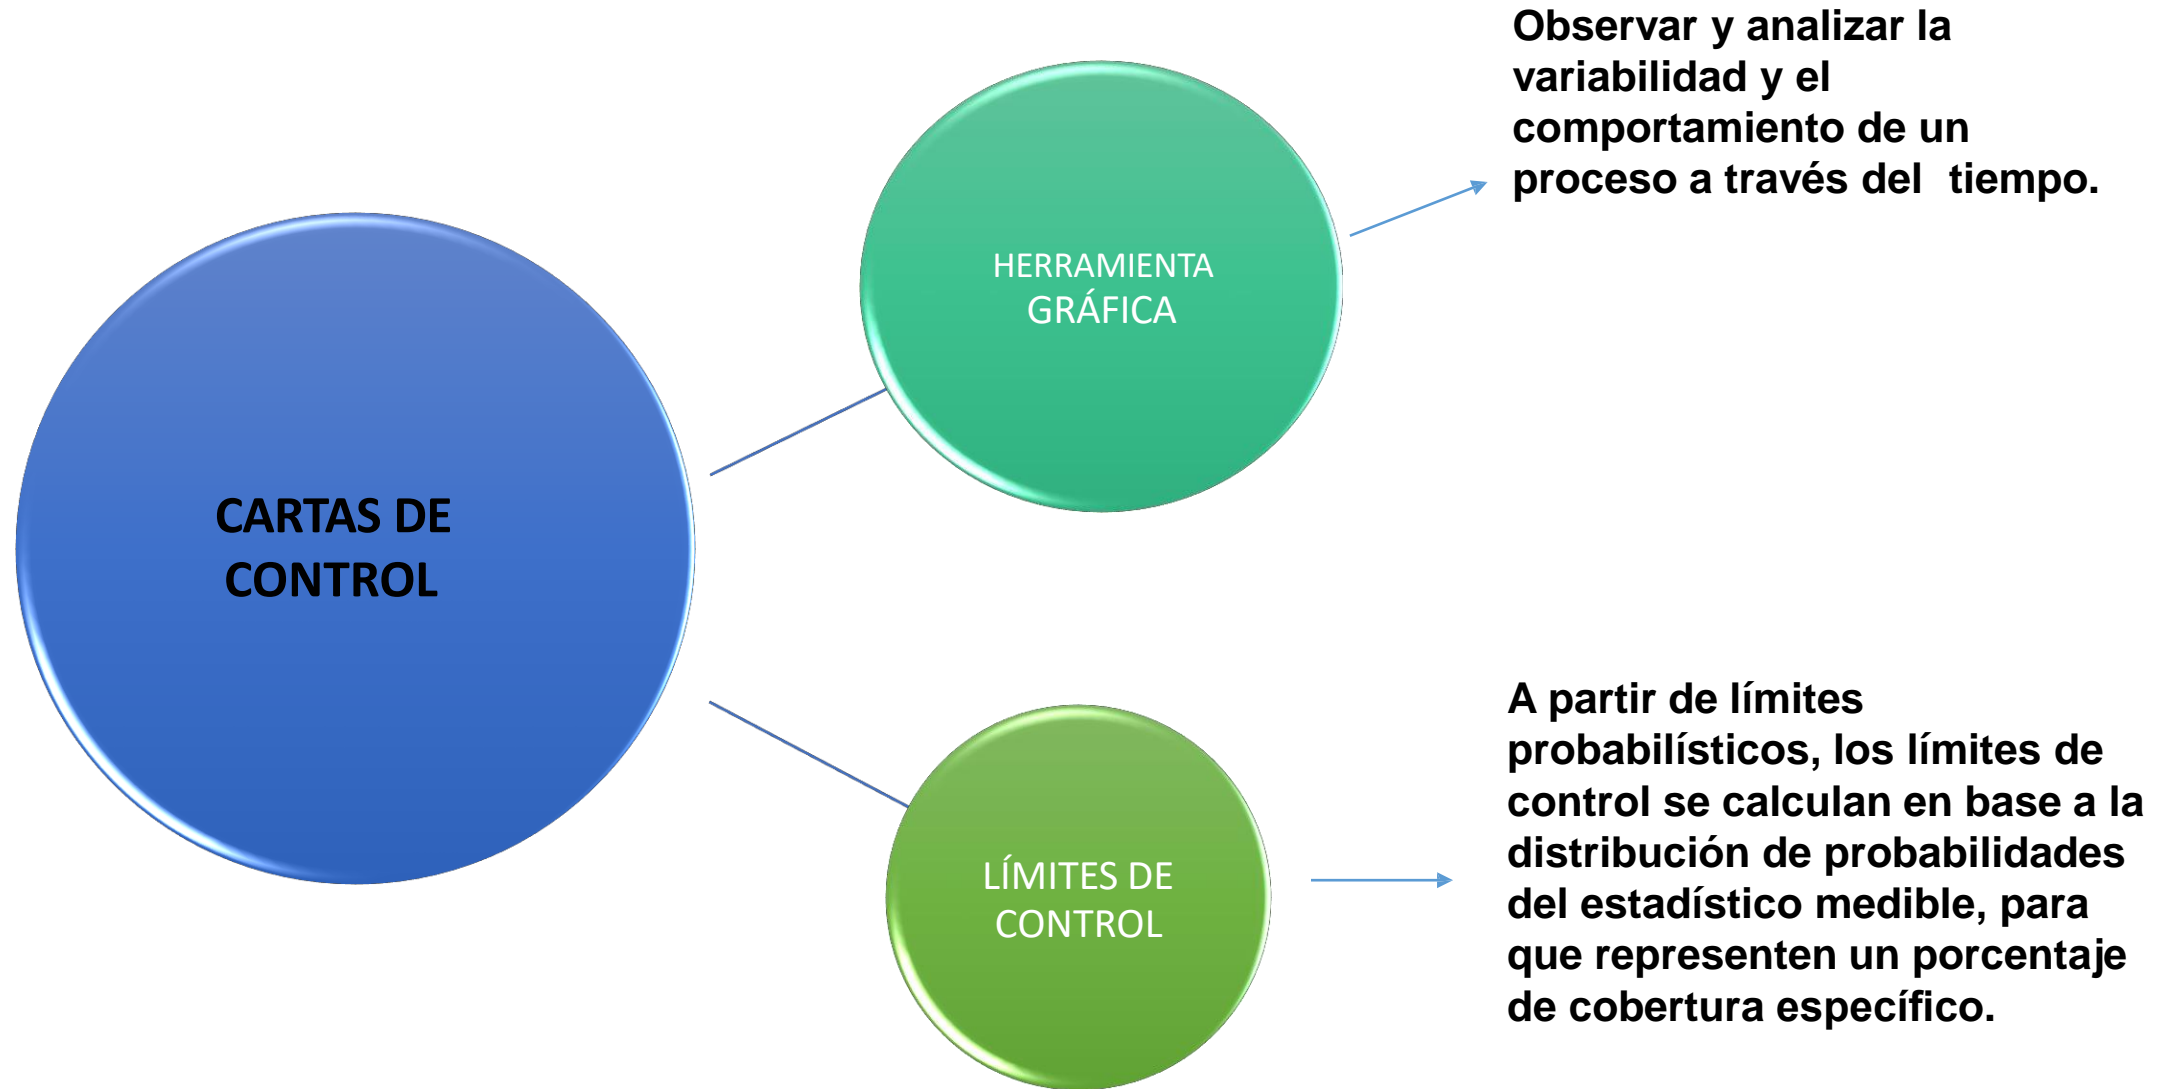 Observar y analizar la
variabilidad y el
comportamiento de un
proceso a través del tiempo.
HERRAMIENTA
GRÁFICA
CARTAS DE
CONTROL
A partir de límites
probabilísticos, los límites de
control se calculan en base a la
distribución de probabilidades
del estadístico medible, para
que representen un porcentaje
de cobertura específico.
LÍMITES DE
CONTROL